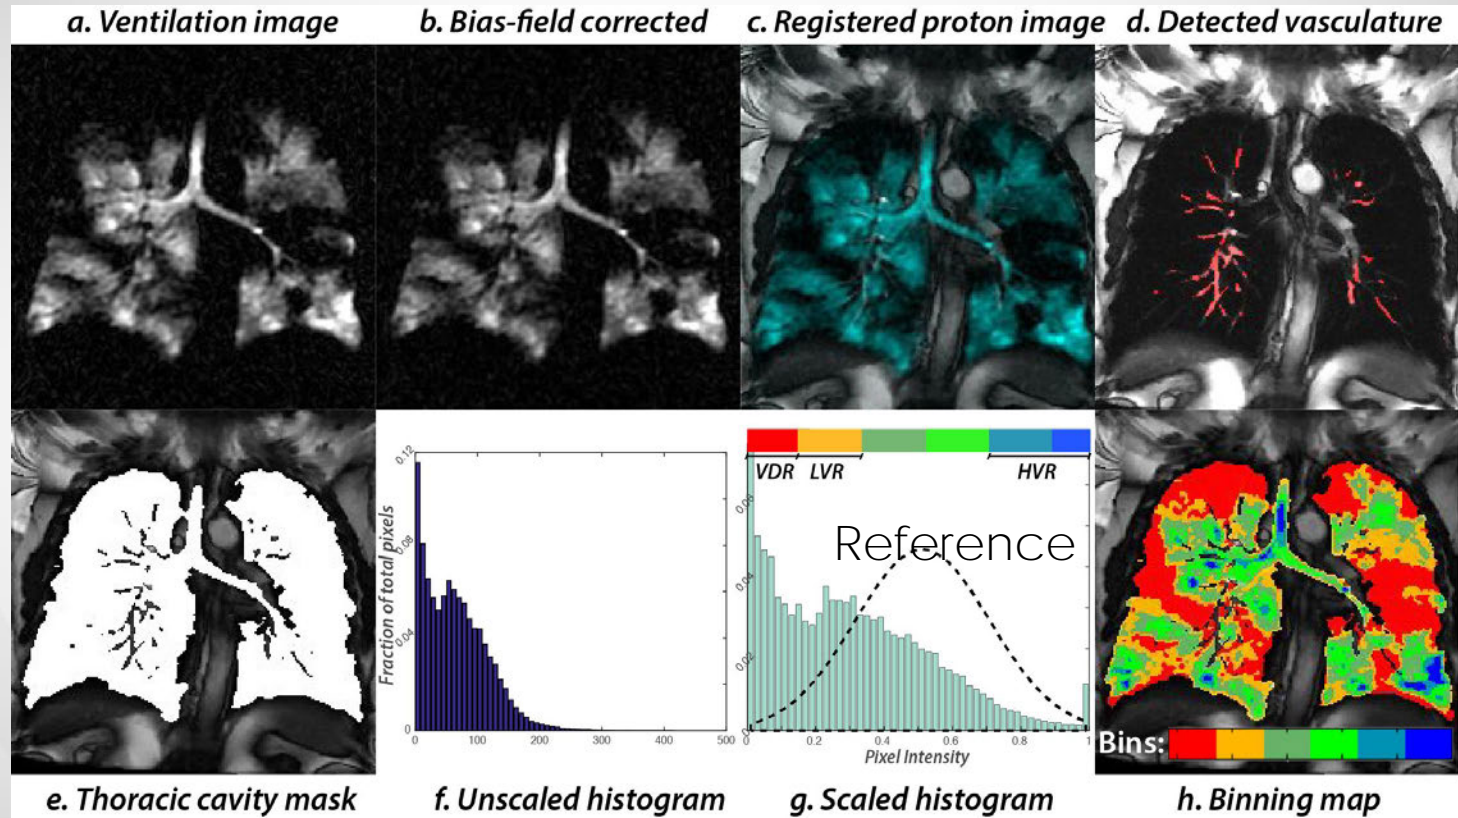 a. Ventilation image
b. Bias-field corrected
c. Registered proton image
d. Detected vasculature
Fraction of total pixels
0.12
0.08
0.04
0
0
100
200
300
400
500
VDR
LVR
HVR
Reference
0.06
0.04
0.02
0
0
0.2
0.4
0.6
0.8
1
Pixel Intensity
Bins:
e. Thoracic cavity mask
f. Unscaled histogram
g. Scaled histogram
h. Binning map